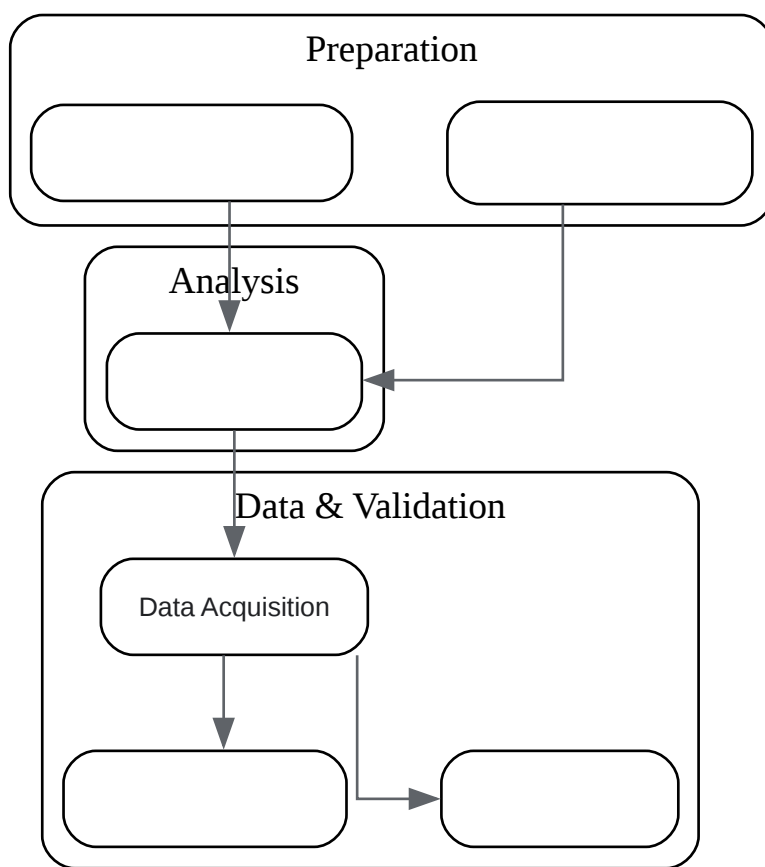 Preparation
Analysis
Data & Validation
Data Acquisition